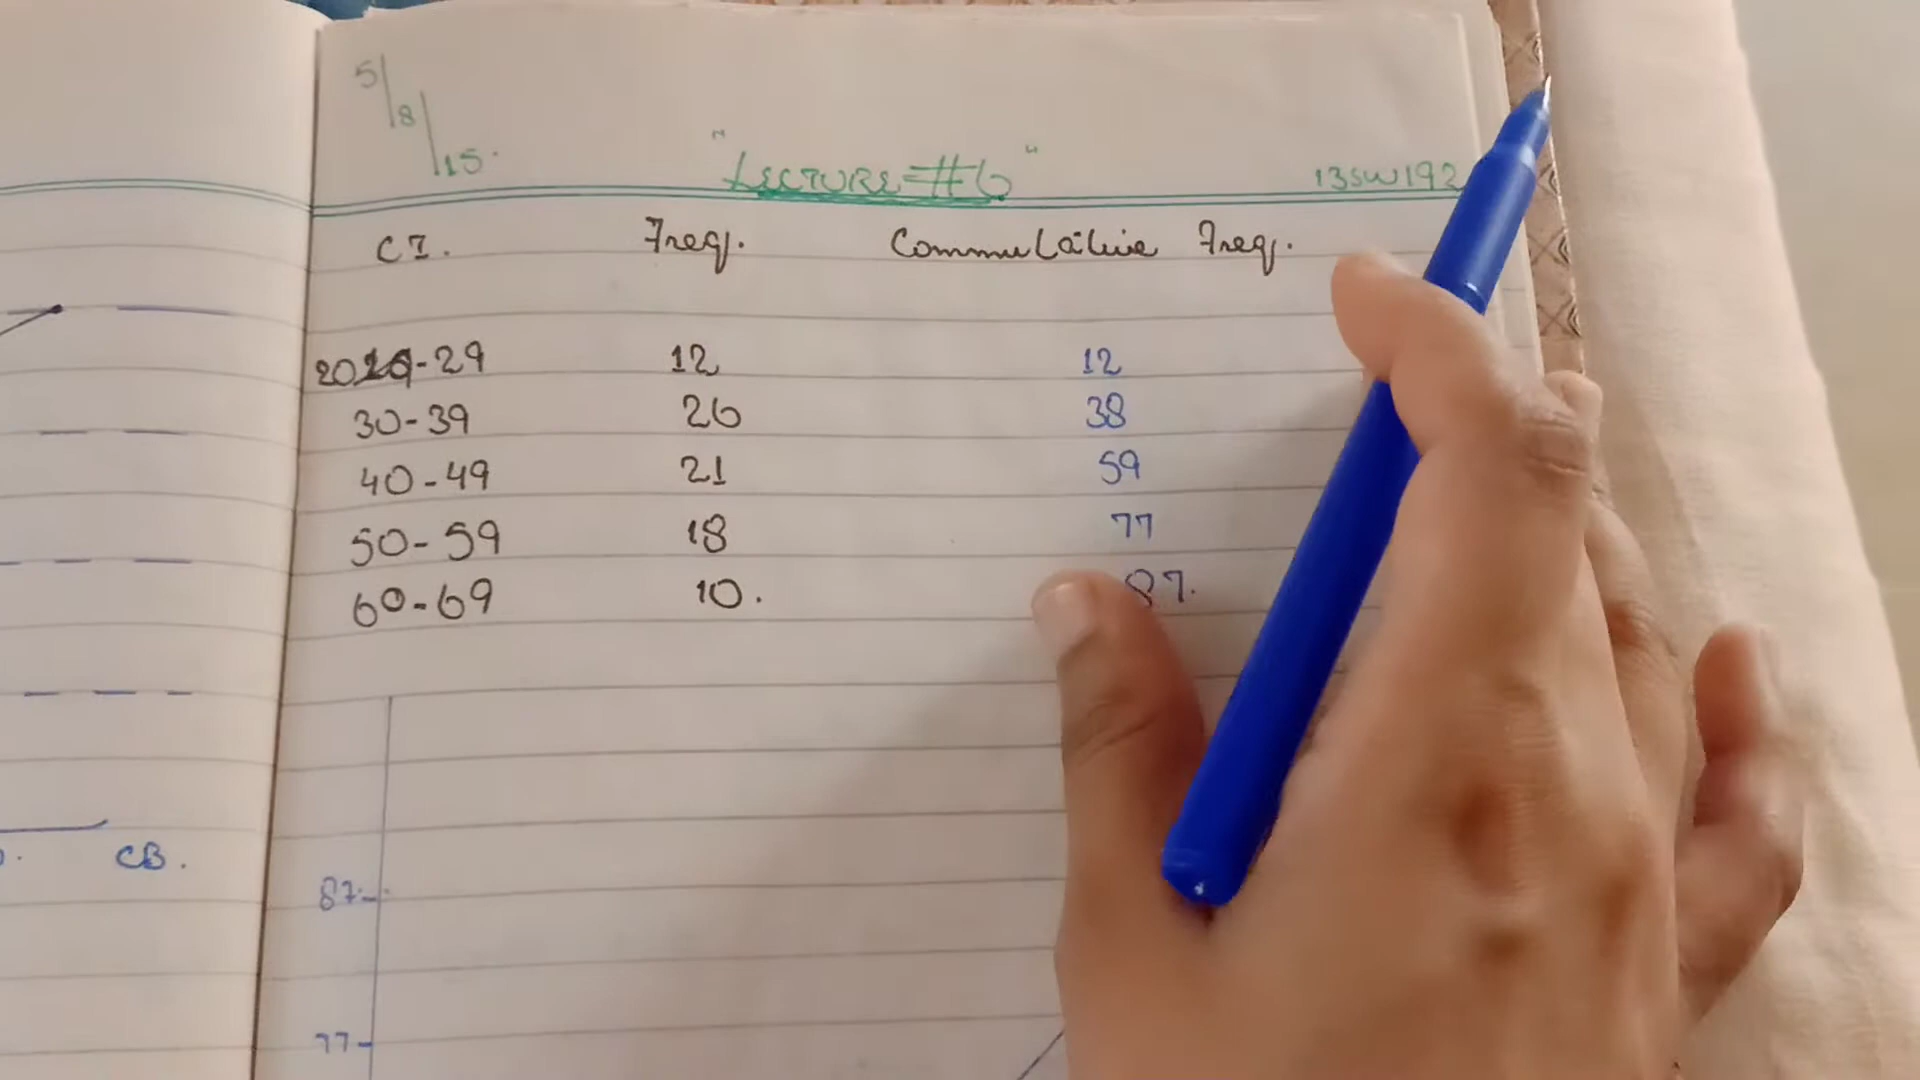 5/8/15.
"LECTURE=#6"
13SW192
CI. Freq. Commulative Freq.
20-29 12 12
30-39 26 38
40-49 21 59
50-59 18 77
60-69 10. 87.
CB.
87-
77-